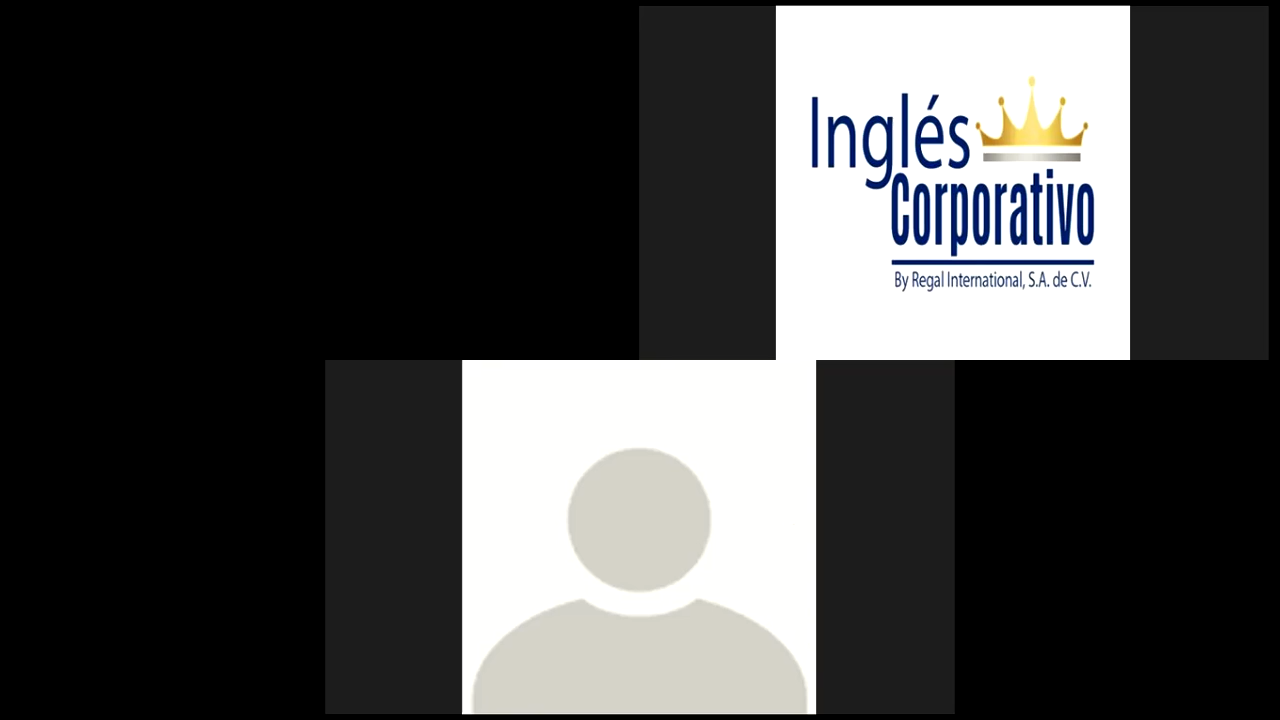 Inglés
Corporativo
By Regal International, S.A. de C.V.